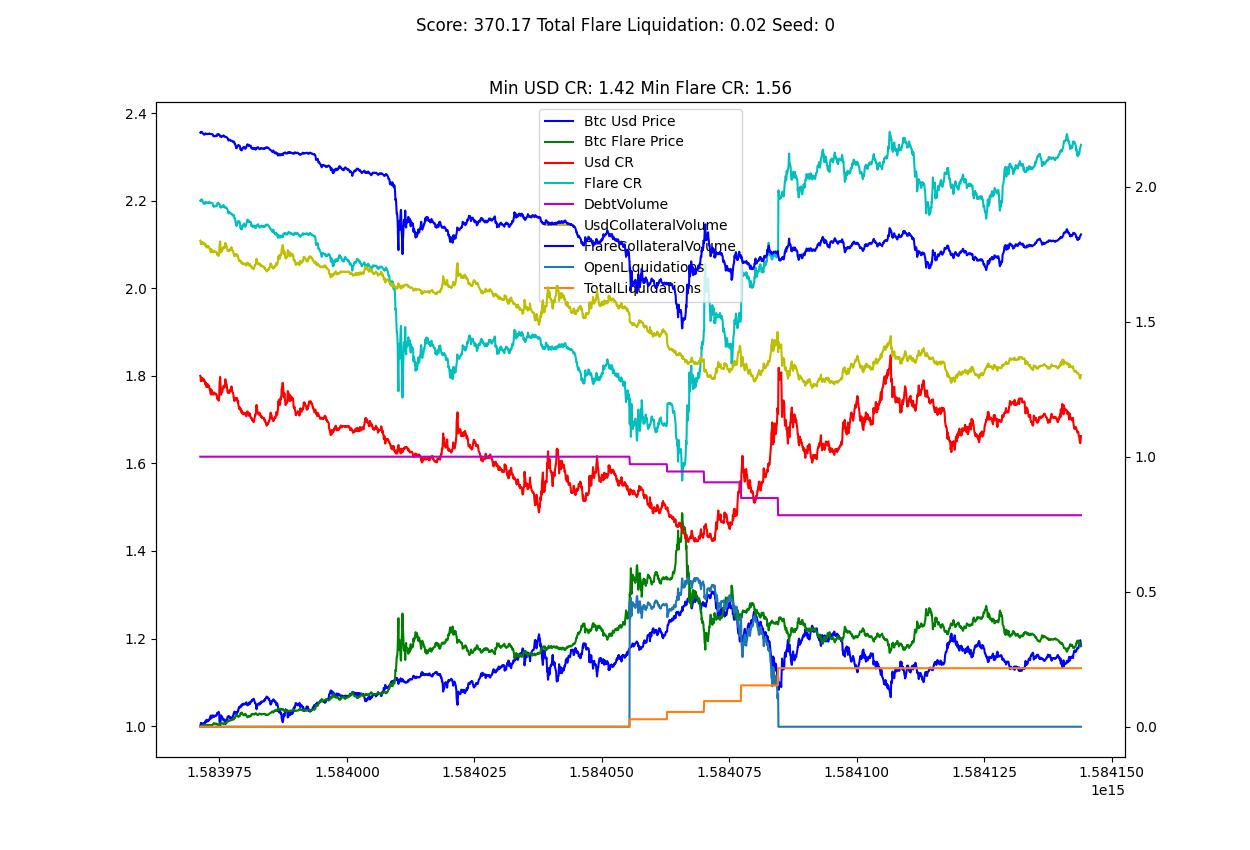 Score: 370.17 Total Flare Liquidation: 0.02 Seed: 0
Min USD CR: 1.42 Min Flare CR: 1.56
Btc Usd Price
Btc Flare Price
Usd CR
Flare CR
DebtVolume
UsdCollateralVolume
FlareCollateralVolume
OpenLiquidations
TotalLiquidations
2.4
2.2
2.0
1.8
1.6
1.4
1.2
1.0
2.0
1.5
1.0
0.5
0.0
1.583975 1.584000 1.584025 1.584050 1.584075 1.584100 1.584125 1.584150
1e15